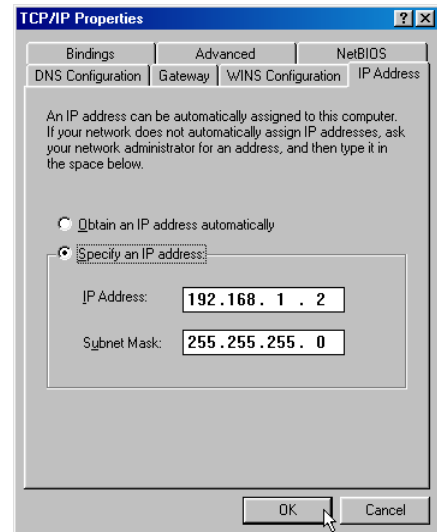 TCP/IP Properties
Bindings Advanced NetBIOS
DNS Configuration Gateway WINS Configuration IP Address
An IP address can be automatically assigned to this computer.
If your network does not automatically assign IP addresses, ask
your network administrator for an address, and then type it in
the space below.
Obtain an IP address automatically
Specify an IP address:
IP Address: 192.168. 1 . 2
Subnet Mask: 255.255.255. 0
OK Cancel